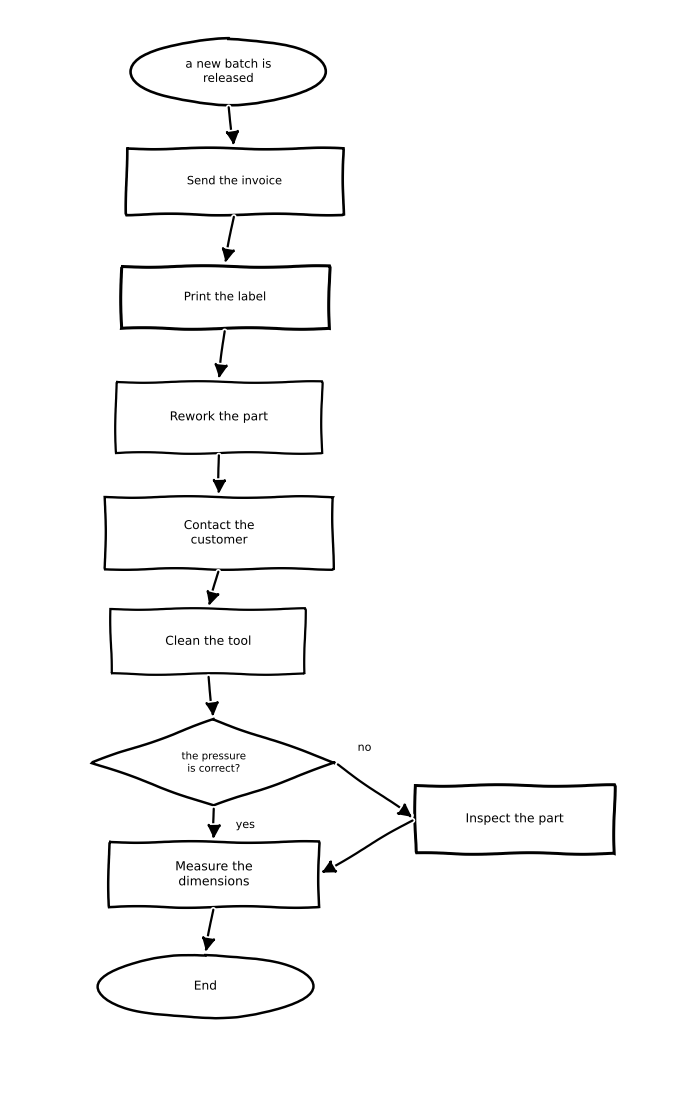 a new batch is
released
Send the invoice
Print the label
Rework the part
Contact the
customer
Clean the tool
the pressure
is correct?
no
Inspect the part
yes
Measure the
dimensions
End